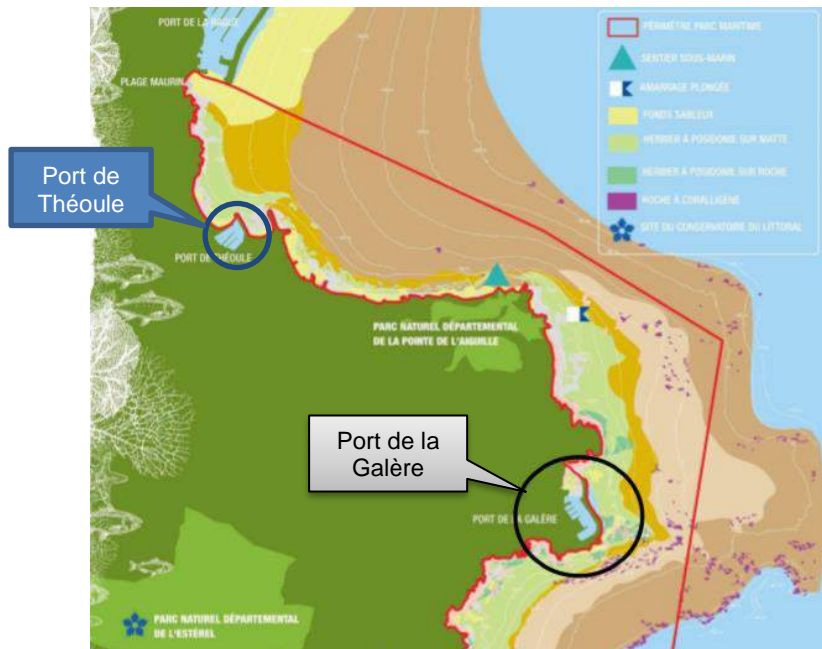 PORT DE LA RAGUE
PLAGE MAURIN
Port de
Théoule
PORT DE THÉOULE
PARC NATUREL DÉPARTEMENTAL
DE LA POINTE DE L'AIGUILLE
Port de la
Galère
PORT DE LA GALÈRE
PARC NATUREL DÉPARTEMENTAL
DE L'ESTÉREL
PÉRIMÈTRE PARC MARITIME
SENTIER SOUS-MARIN
AMARRAGE PLONGÉE
FONDS SABLEUX
HERBIER À POSIDONIE SUR MATTE
HERBIER À POSIDONIE SUR ROCHE
ROCHE À CORALLIGÈNE
SITE DU CONSERVATOIRE DU LITTORAL